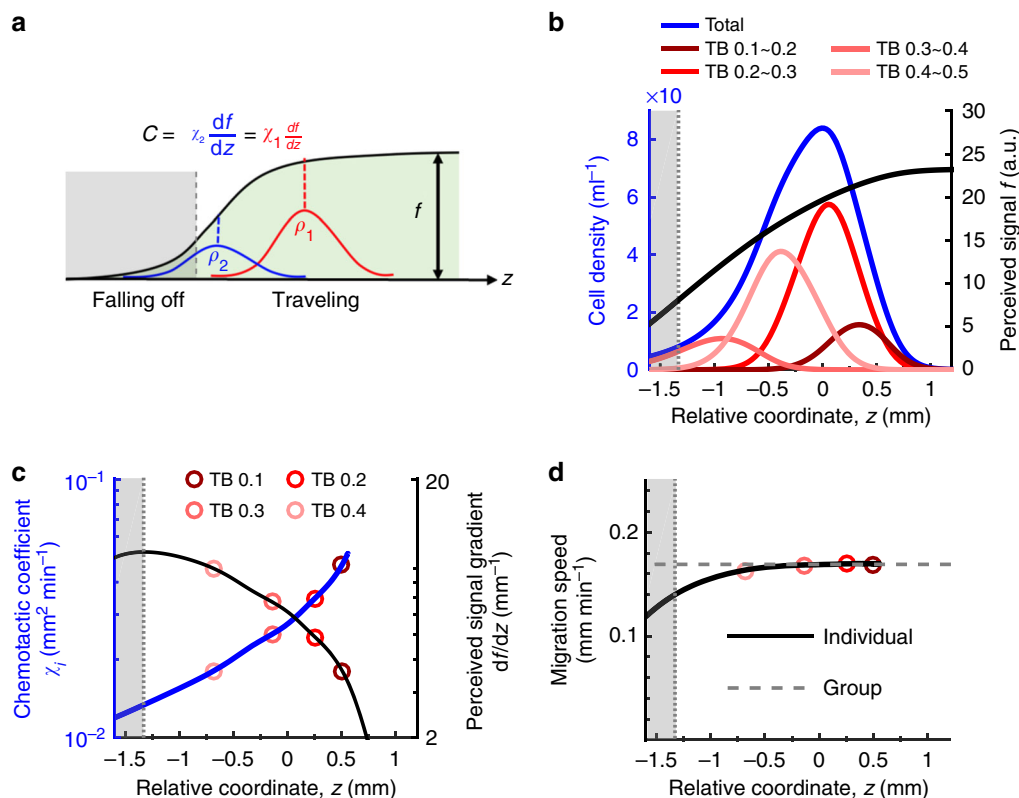 a
C = χ₂ df/dz = χ₁ df/dz
f
ρ₁
ρ₂
z
Falling off
Traveling
b
Total
TB 0.1~0.2
TB 0.3~0.4
TB 0.2~0.3
TB 0.4~0.5
×10
8
6
4
2
0
Cell density (ml⁻¹)
30
25
20
15
10
5
0
Perceived signal f (a.u.)
−1.5
−1
−0.5
0
0.5
1
Relative coordinate, z (mm)
c
TB 0.1
TB 0.2
TB 0.3
TB 0.4
10⁻¹
10⁻²
Chemotactic coefficient
χᵢ (mm² min⁻¹)
20
2
Perceived signal gradient
df/dz (mm⁻¹)
−1.5
−1
−0.5
0
0.5
1
Relative coordinate, z (mm)
d
0.2
0.1
Migration speed
(mm min⁻¹)
Individual
Group
−1.5
−1
−0.5
0
0.5
1
Relative coordinate, z (mm)